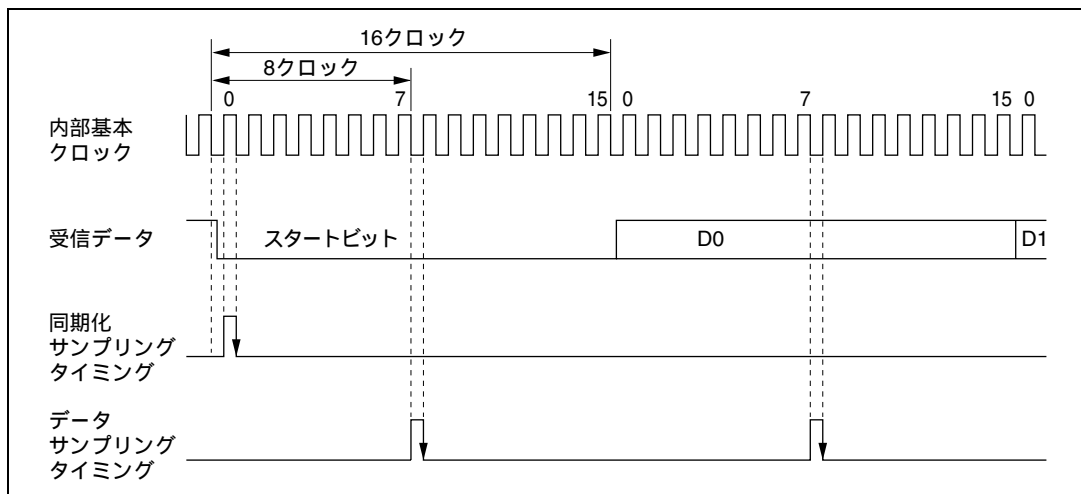 16クロック
8クロック
0 7 15 0 7 15 0
内部基本
クロック
受信データ
スタートビット
D0
D1
同期化
サンプリング
タイミング
データ
サンプリング
タイミング